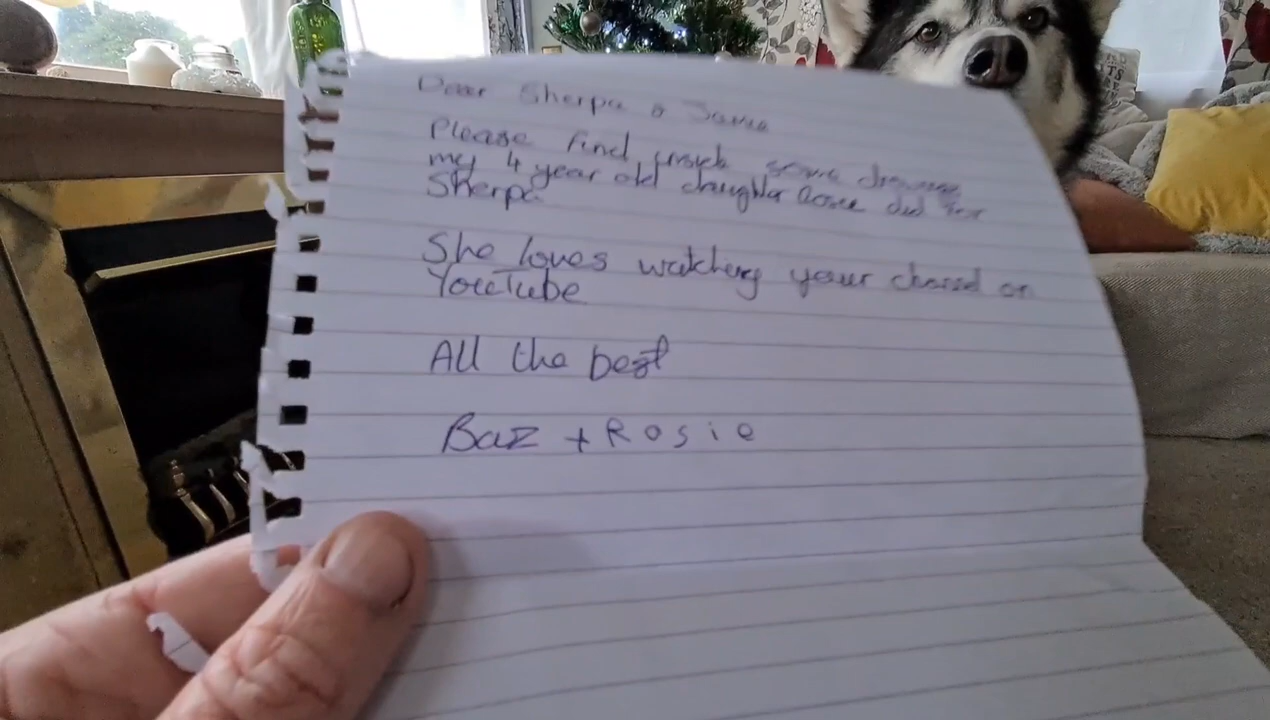 Dear Sherpa &
Please find inside some drawings
my 4 year old daughter Rosie did for
Sherpa
She loves watching your channel on
YouTube
All the best
Baz + Rosie